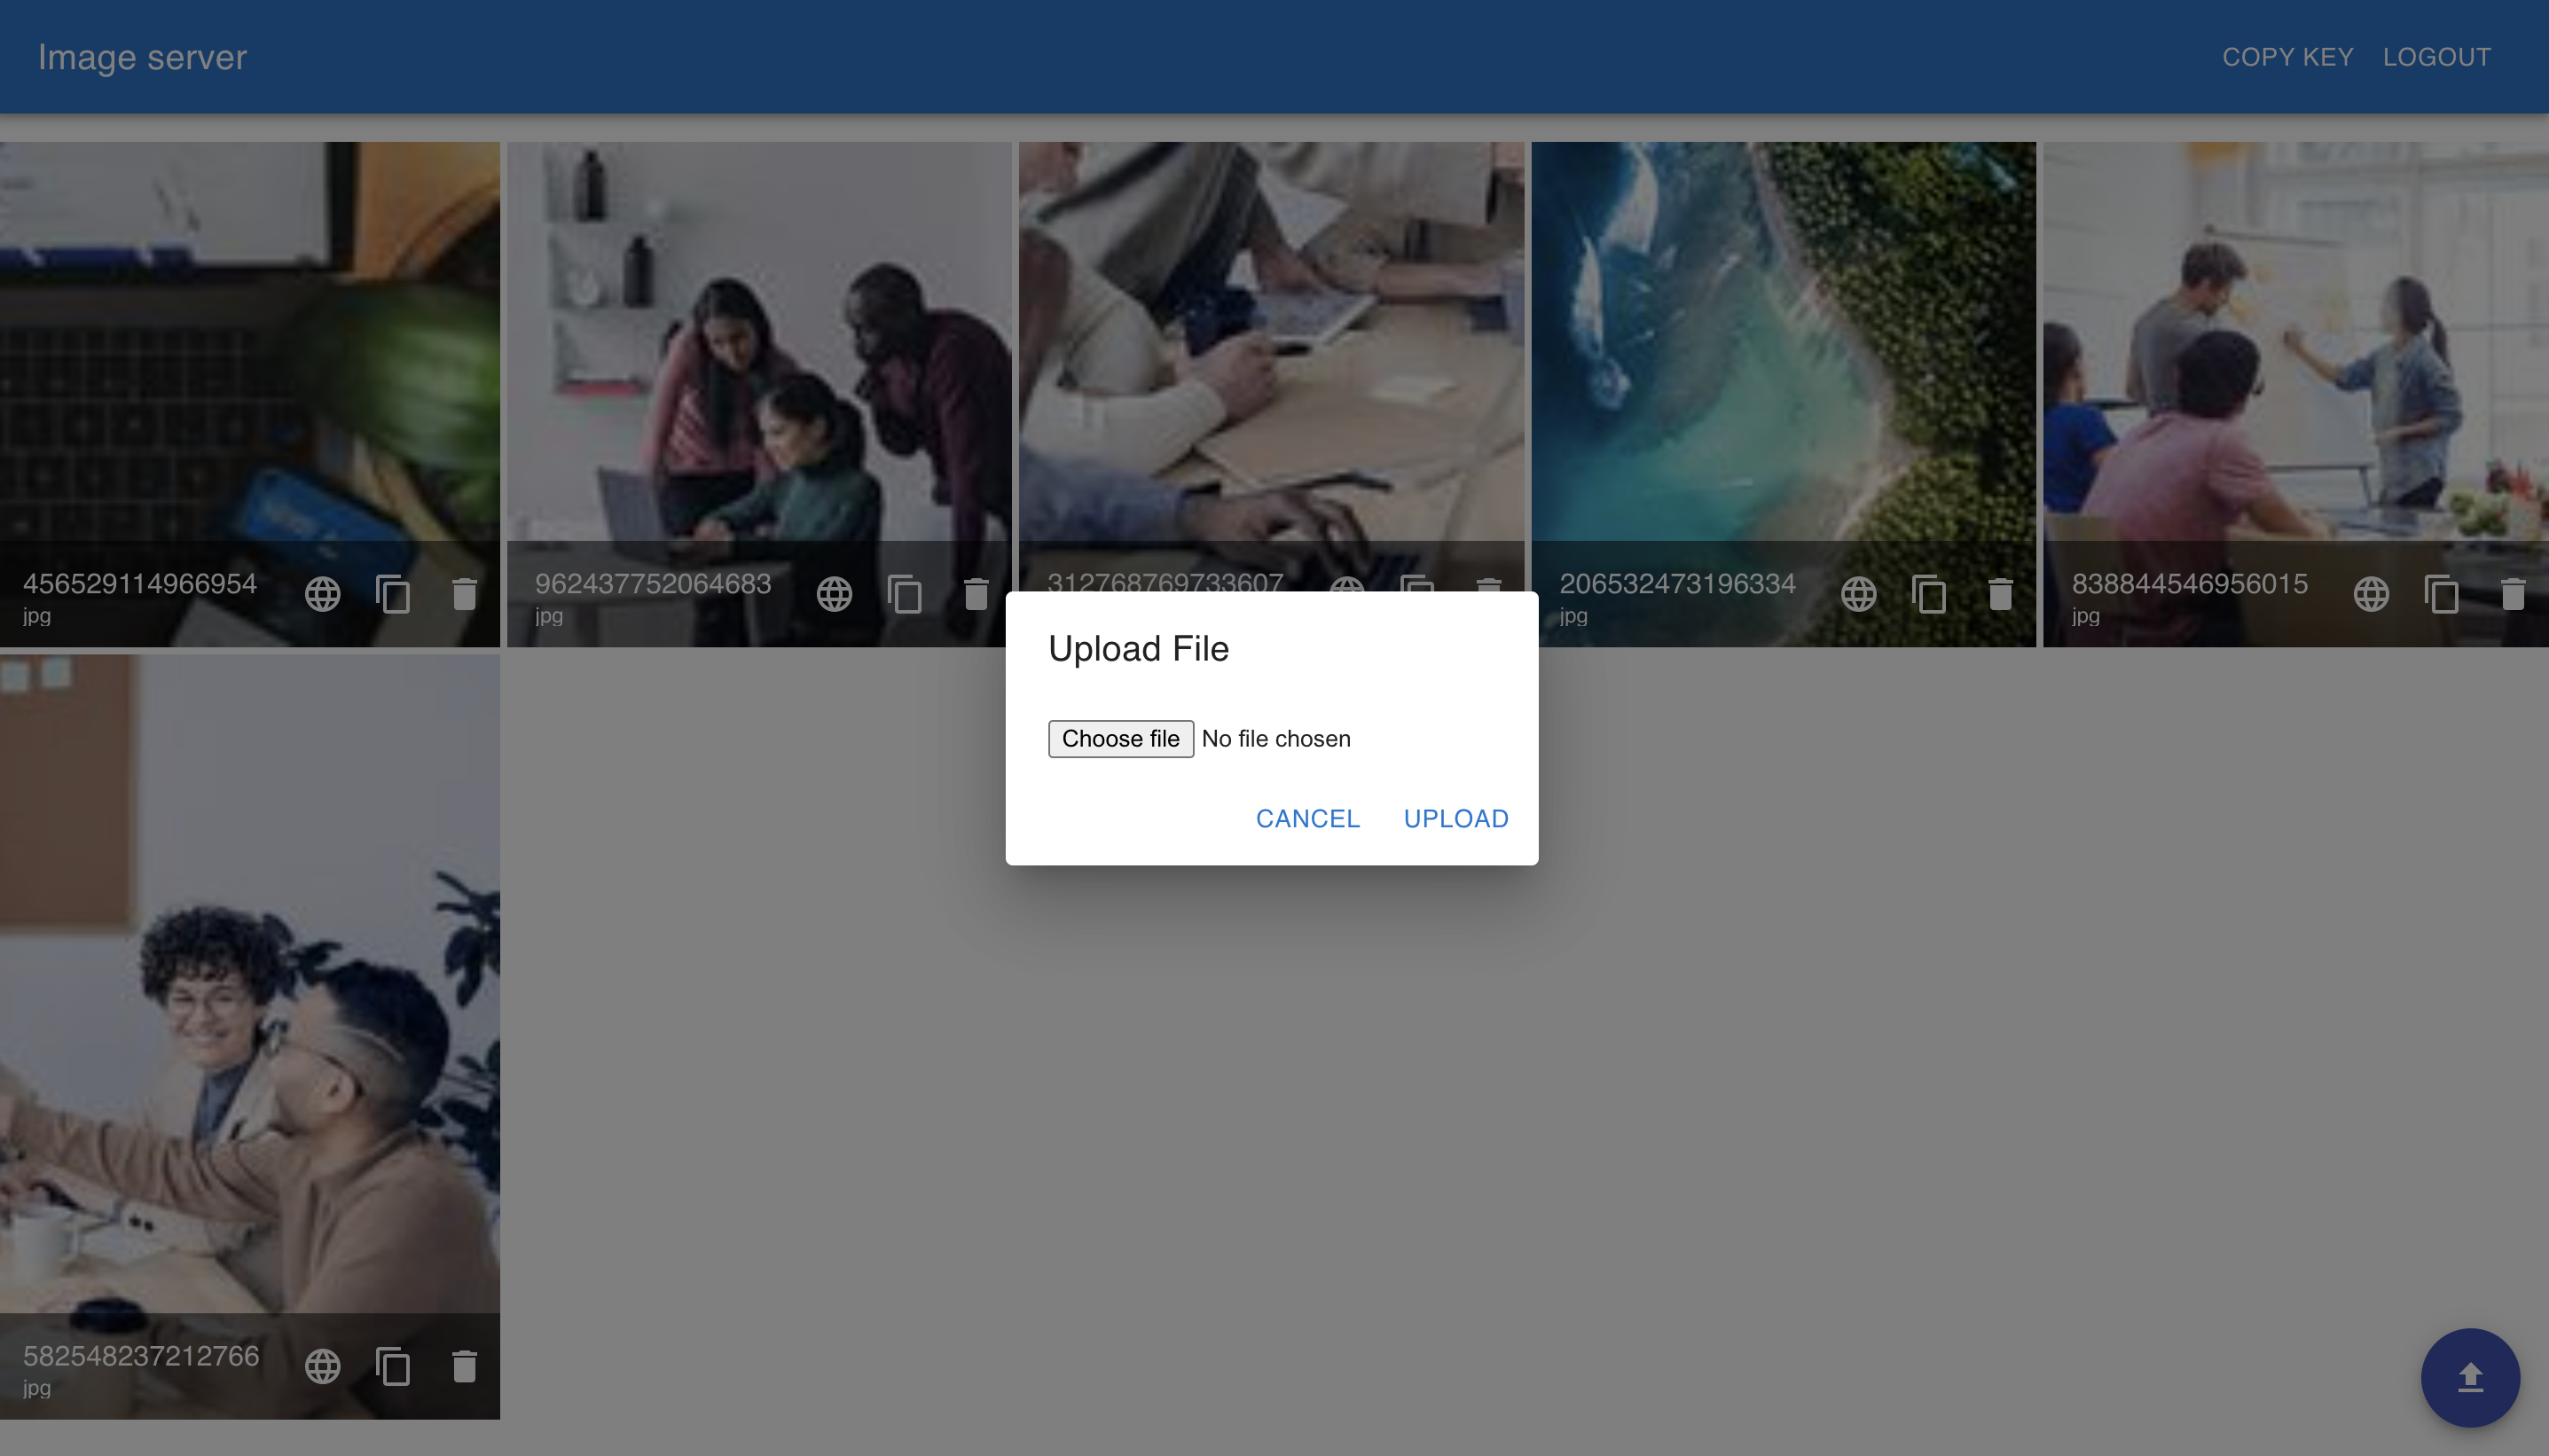 Image server
COPY KEY LOGOUT
456529114966954
jpg
962437752064683
jpg
312768769733607
206532473196334
jpg
838844546956015
jpg
Upload File
Choose file No file chosen
CANCEL UPLOAD
582548237212766
jpg